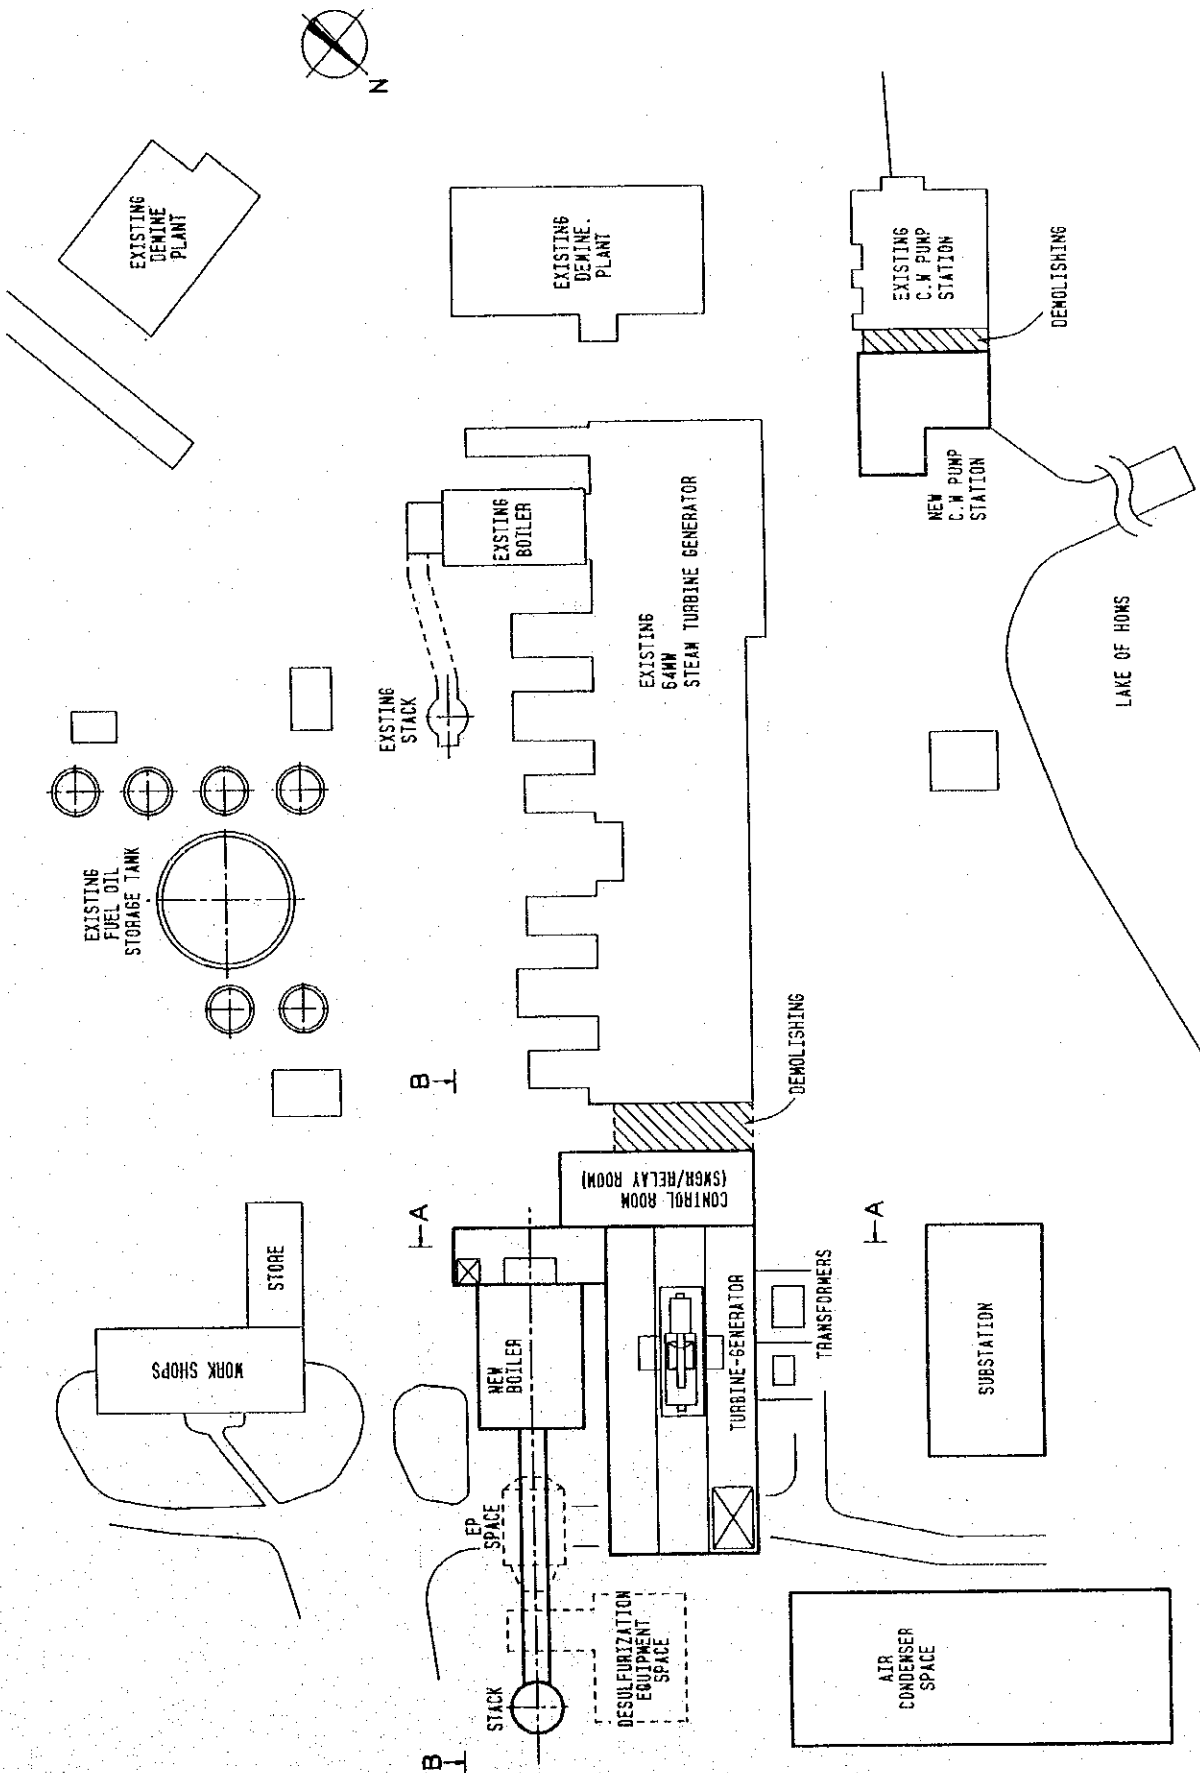 N
EXISTING
DEMINE
PLANT
EXISTING
DEMINE.
PLANT
EXISTING
C.W PUMP
STATION
DEMOLISHING
NEW
C.W PUMP
STATION
LAKE OF HOMS
EXSTING
BOILER
EXSTING
STACK
EXISTING
64MW
STEAM TURBINE GENERATOR
EXISTING
FUEL OIL
STORAGE TANK
DEMOLISHING
B
A
A
CONTROL ROOM
(SWGR/RELAY ROOM)
STORE
WORK SHOPS
NEW
BOILER
TURBINE-GENERATOR
TRANSFORMERS
SUBSTATION
EP
SPACE
STACK
DESULFURIZATION
EQUIPMENT
SPACE
AIR
CONDENSER
SPACE
B